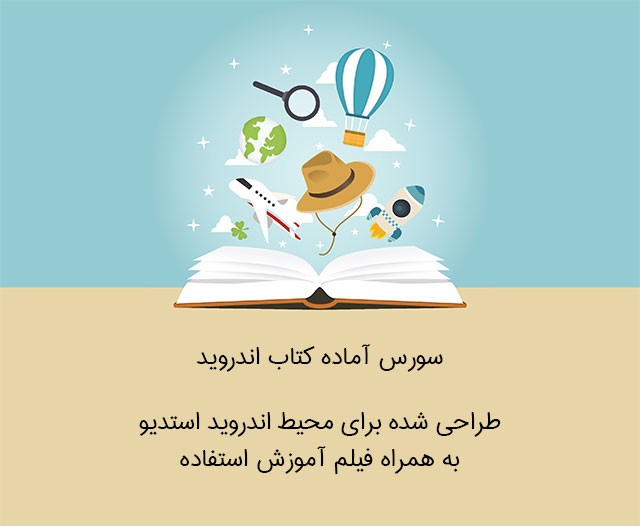 سورس آماده کتاب اندروید
طراحی شده برای محیط اندروید استدیو
به همراه فیلم آموزش استفاده